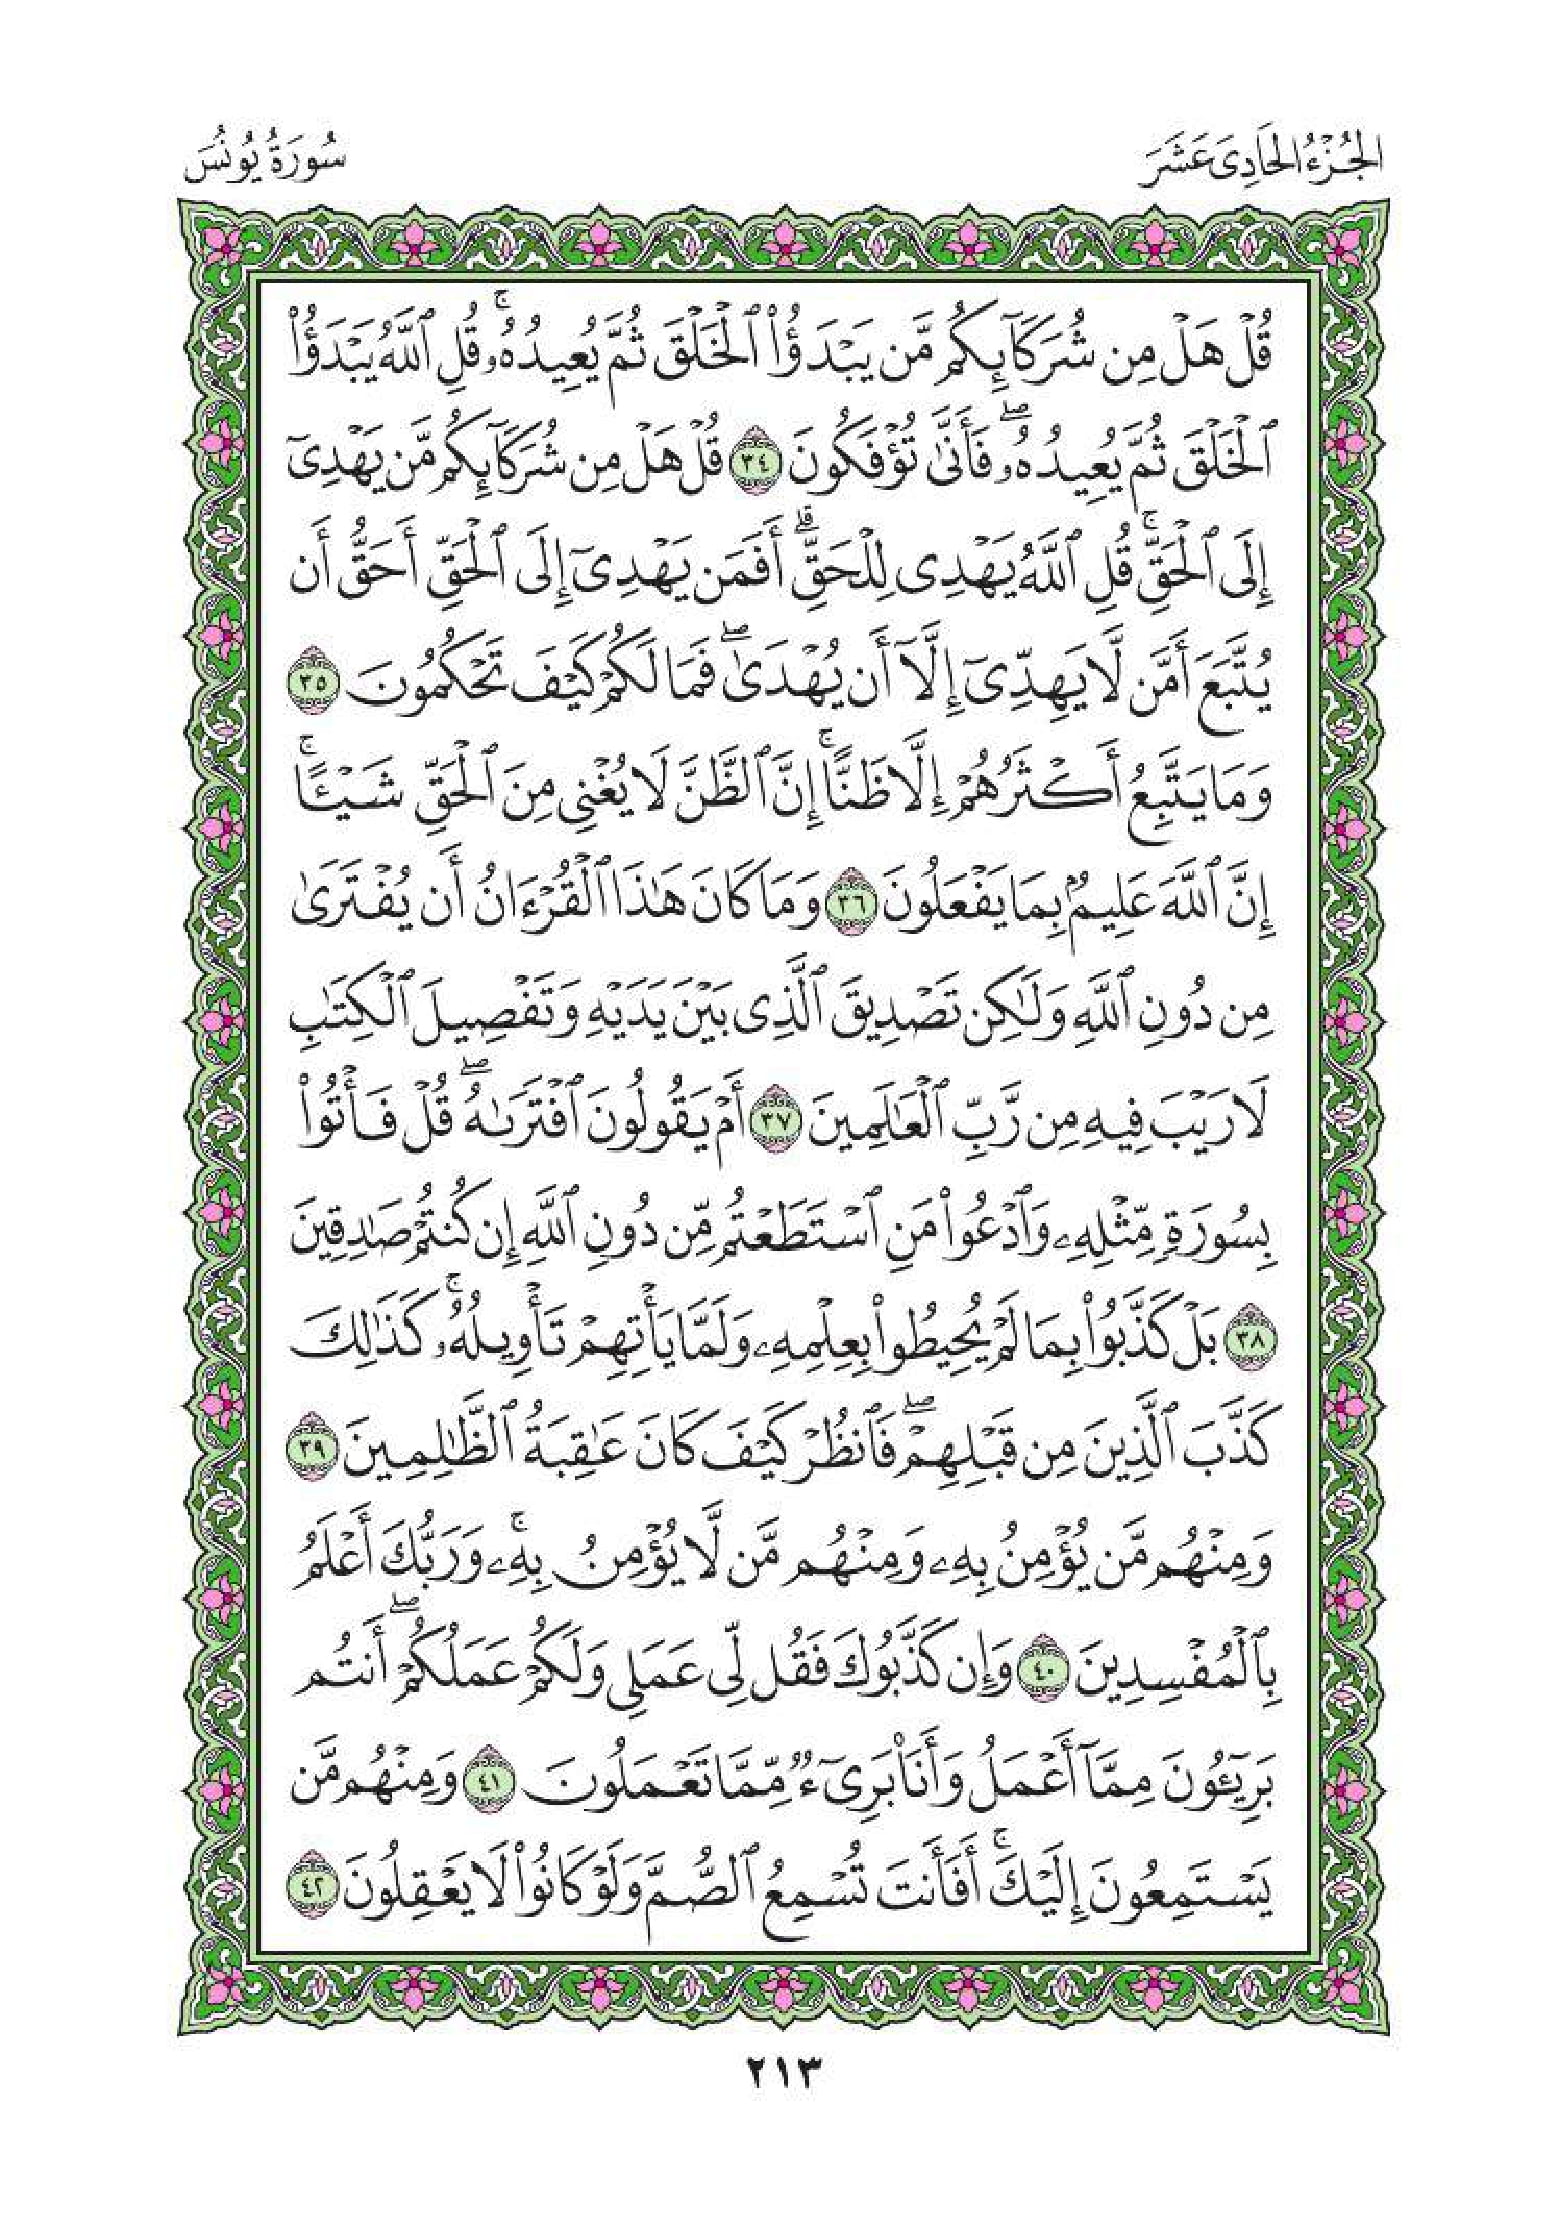 الجُزْءُ الحَادِى عَشَرَ
سُورَةُ يُونُسَ
قُلْ هَلْ مِن شُرَكَآئِكُم مَّن يَبْدَؤُا۟ ٱلْخَلْقَ ثُمَّ يُعِيدُهُۥ ۚ قُلِ ٱللَّهُ يَبْدَؤُا۟
ٱلْخَلْقَ ثُمَّ يُعِيدُهُۥ ۖ فَأَنَّىٰ تُؤْفَكُونَ ٣٤ قُلْ هَلْ مِن شُرَكَآئِكُم مَّن يَهْدِىٓ
إِلَى ٱلْحَقِّ ۚ قُلِ ٱللَّهُ يَهْدِى لِلْحَقِّ ۗ أَفَمَن يَهْدِىٓ إِلَى ٱلْحَقِّ أَحَقُّ أَن
يُتَّبَعَ أَمَّن لَّا يَهِدِّىٓ إِلَّآ أَن يُهْدَىٰ ۖ فَمَا لَكُمْ كَيْفَ تَحْكُمُونَ ٣٥
وَمَا يَتَّبِعُ أَكْثَرُهُمْ إِلَّا ظَنًّا ۚ إِنَّ ٱلظَّنَّ لَا يُغْنِى مِنَ ٱلْحَقِّ شَيْـًٔا ۚ
إِنَّ ٱللَّهَ عَلِيمٌۢ بِمَا يَفْعَلُونَ ٣٦ وَمَا كَانَ هَـٰذَا ٱلْقُرْءَانُ أَن يُفْتَرَىٰ
مِن دُونِ ٱللَّهِ وَلَـٰكِن تَصْدِيقَ ٱلَّذِى بَيْنَ يَدَيْهِ وَتَفْصِيلَ ٱلْكِتَـٰبِ
لَا رَيْبَ فِيهِ مِن رَّبِّ ٱلْعَـٰلَمِينَ ٣٧ أَمْ يَقُولُونَ ٱفْتَرَىٰهُ ۖ قُلْ فَأْتُوا۟
بِسُورَةٍ مِّثْلِهِۦ وَٱدْعُوا۟ مَنِ ٱسْتَطَعْتُم مِّن دُونِ ٱللَّهِ إِن كُنتُمْ صَـٰدِقِينَ
٣٨ بَلْ كَذَّبُوا۟ بِمَا لَمْ يُحِيطُوا۟ بِعِلْمِهِۦ وَلَمَّا يَأْتِهِمْ تَأْوِيلُهُۥ ۚ كَذَٰلِكَ
كَذَّبَ ٱلَّذِينَ مِن قَبْلِهِمْ ۖ فَٱنظُرْ كَيْفَ كَانَ عَـٰقِبَةُ ٱلظَّـٰلِمِينَ ٣٩
وَمِنْهُم مَّن يُؤْمِنُ بِهِۦ وَمِنْهُم مَّن لَّا يُؤْمِنُ بِهِۦ ۚ وَرَبُّكَ أَعْلَمُ
بِٱلْمُفْسِدِينَ ٤٠ وَإِن كَذَّبُوكَ فَقُل لِّى عَمَلِى وَلَكُمْ عَمَلُكُمْ ۖ أَنتُم
بَرِيٓـُٔونَ مِمَّآ أَعْمَلُ وَأَنَا۠ بَرِىٓءٌ مِّمَّا تَعْمَلُونَ ٤١ وَمِنْهُم مَّن
يَسْتَمِعُونَ إِلَيْكَ ۚ أَفَأَنتَ تُسْمِعُ ٱلصُّمَّ وَلَوْ كَانُوا۟ لَا يَعْقِلُونَ ٤٢
٢١٣